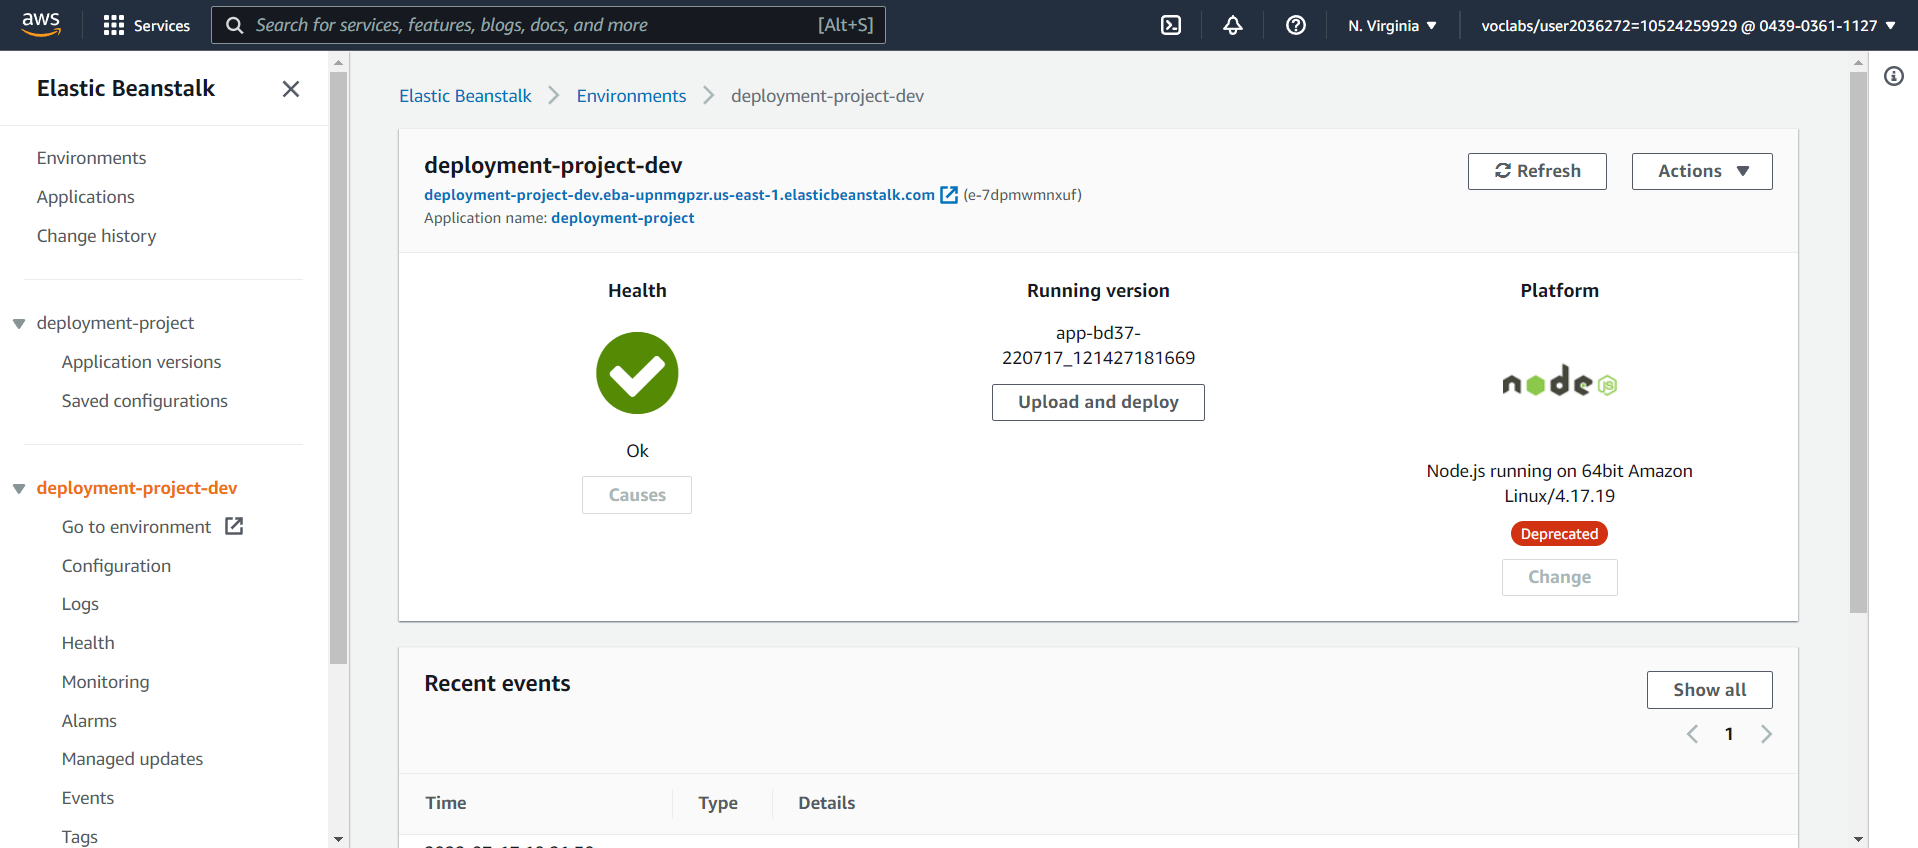 aws
Services
Search for services, features, blogs, docs, and more
[Alt+S]
N. Virginia
voclabs/user2036272=10524259929 @ 0439-0361-1127
Elastic Beanstalk
Environments
Applications
Change history
deployment-project
Application versions
Saved configurations
deployment-project-dev
Go to environment
Configuration
Logs
Health
Monitoring
Alarms
Managed updates
Events
Tags
Elastic Beanstalk
Environments
deployment-project-dev
deployment-project-dev
deployment-project-dev.eba-upnmgpzr.us-east-1.elasticbeanstalk.com (e-7dpmwmnxuf)
Application name: deployment-project
Refresh
Actions
Health
Ok
Causes
Running version
app-bd37-
220717_121427181669
Upload and deploy
Platform
node
JS
Node.js running on 64bit Amazon
Linux/4.17.19
Deprecated
Change
Recent events
Show all
1
Time
Type
Details